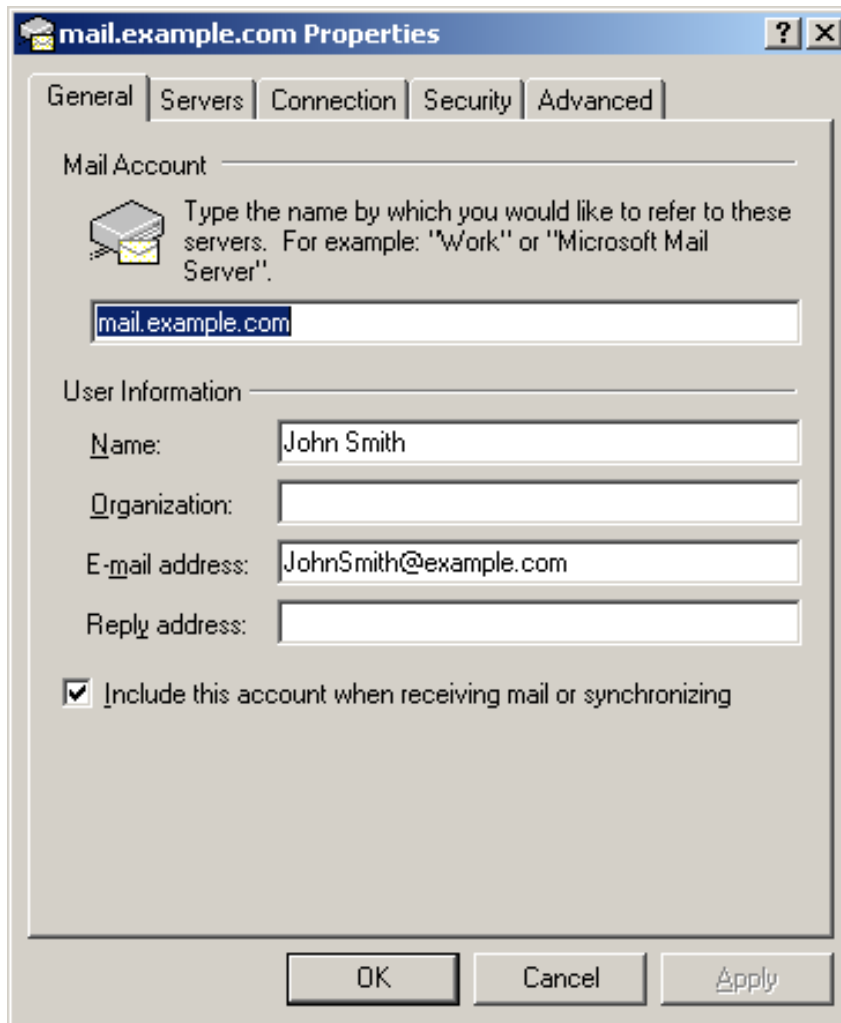 mail.example.com Properties
General Servers Connection Security Advanced
Mail Account
Type the name by which you would like to refer to these
servers. For example: "Work" or "Microsoft Mail
Server".
mail.example.com
User Information
Name: John Smith
Organization:
E-mail address: JohnSmith@example.com
Reply address:
Include this account when receiving mail or synchronizing
OK Cancel Apply